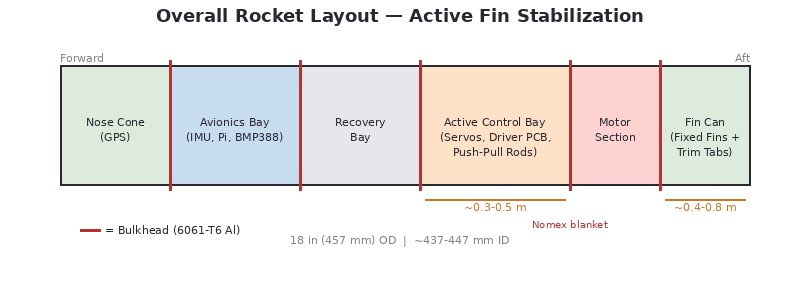 Overall Rocket Layout — Active Fin Stabilization
Forward
Aft
Nose Cone
(GPS)
Avionics Bay
(IMU, Pi, BMP388)
Recovery
Bay
Active Control Bay
(Servos, Driver PCB,
Push-Pull Rods)
Motor
Section
Fin Can
(Fixed Fins +
Trim Tabs)
~0.3-0.5 m
~0.4-0.8 m
Nomex blanket
= Bulkhead (6061-T6 Al)
18 in (457 mm) OD | ~437-447 mm ID